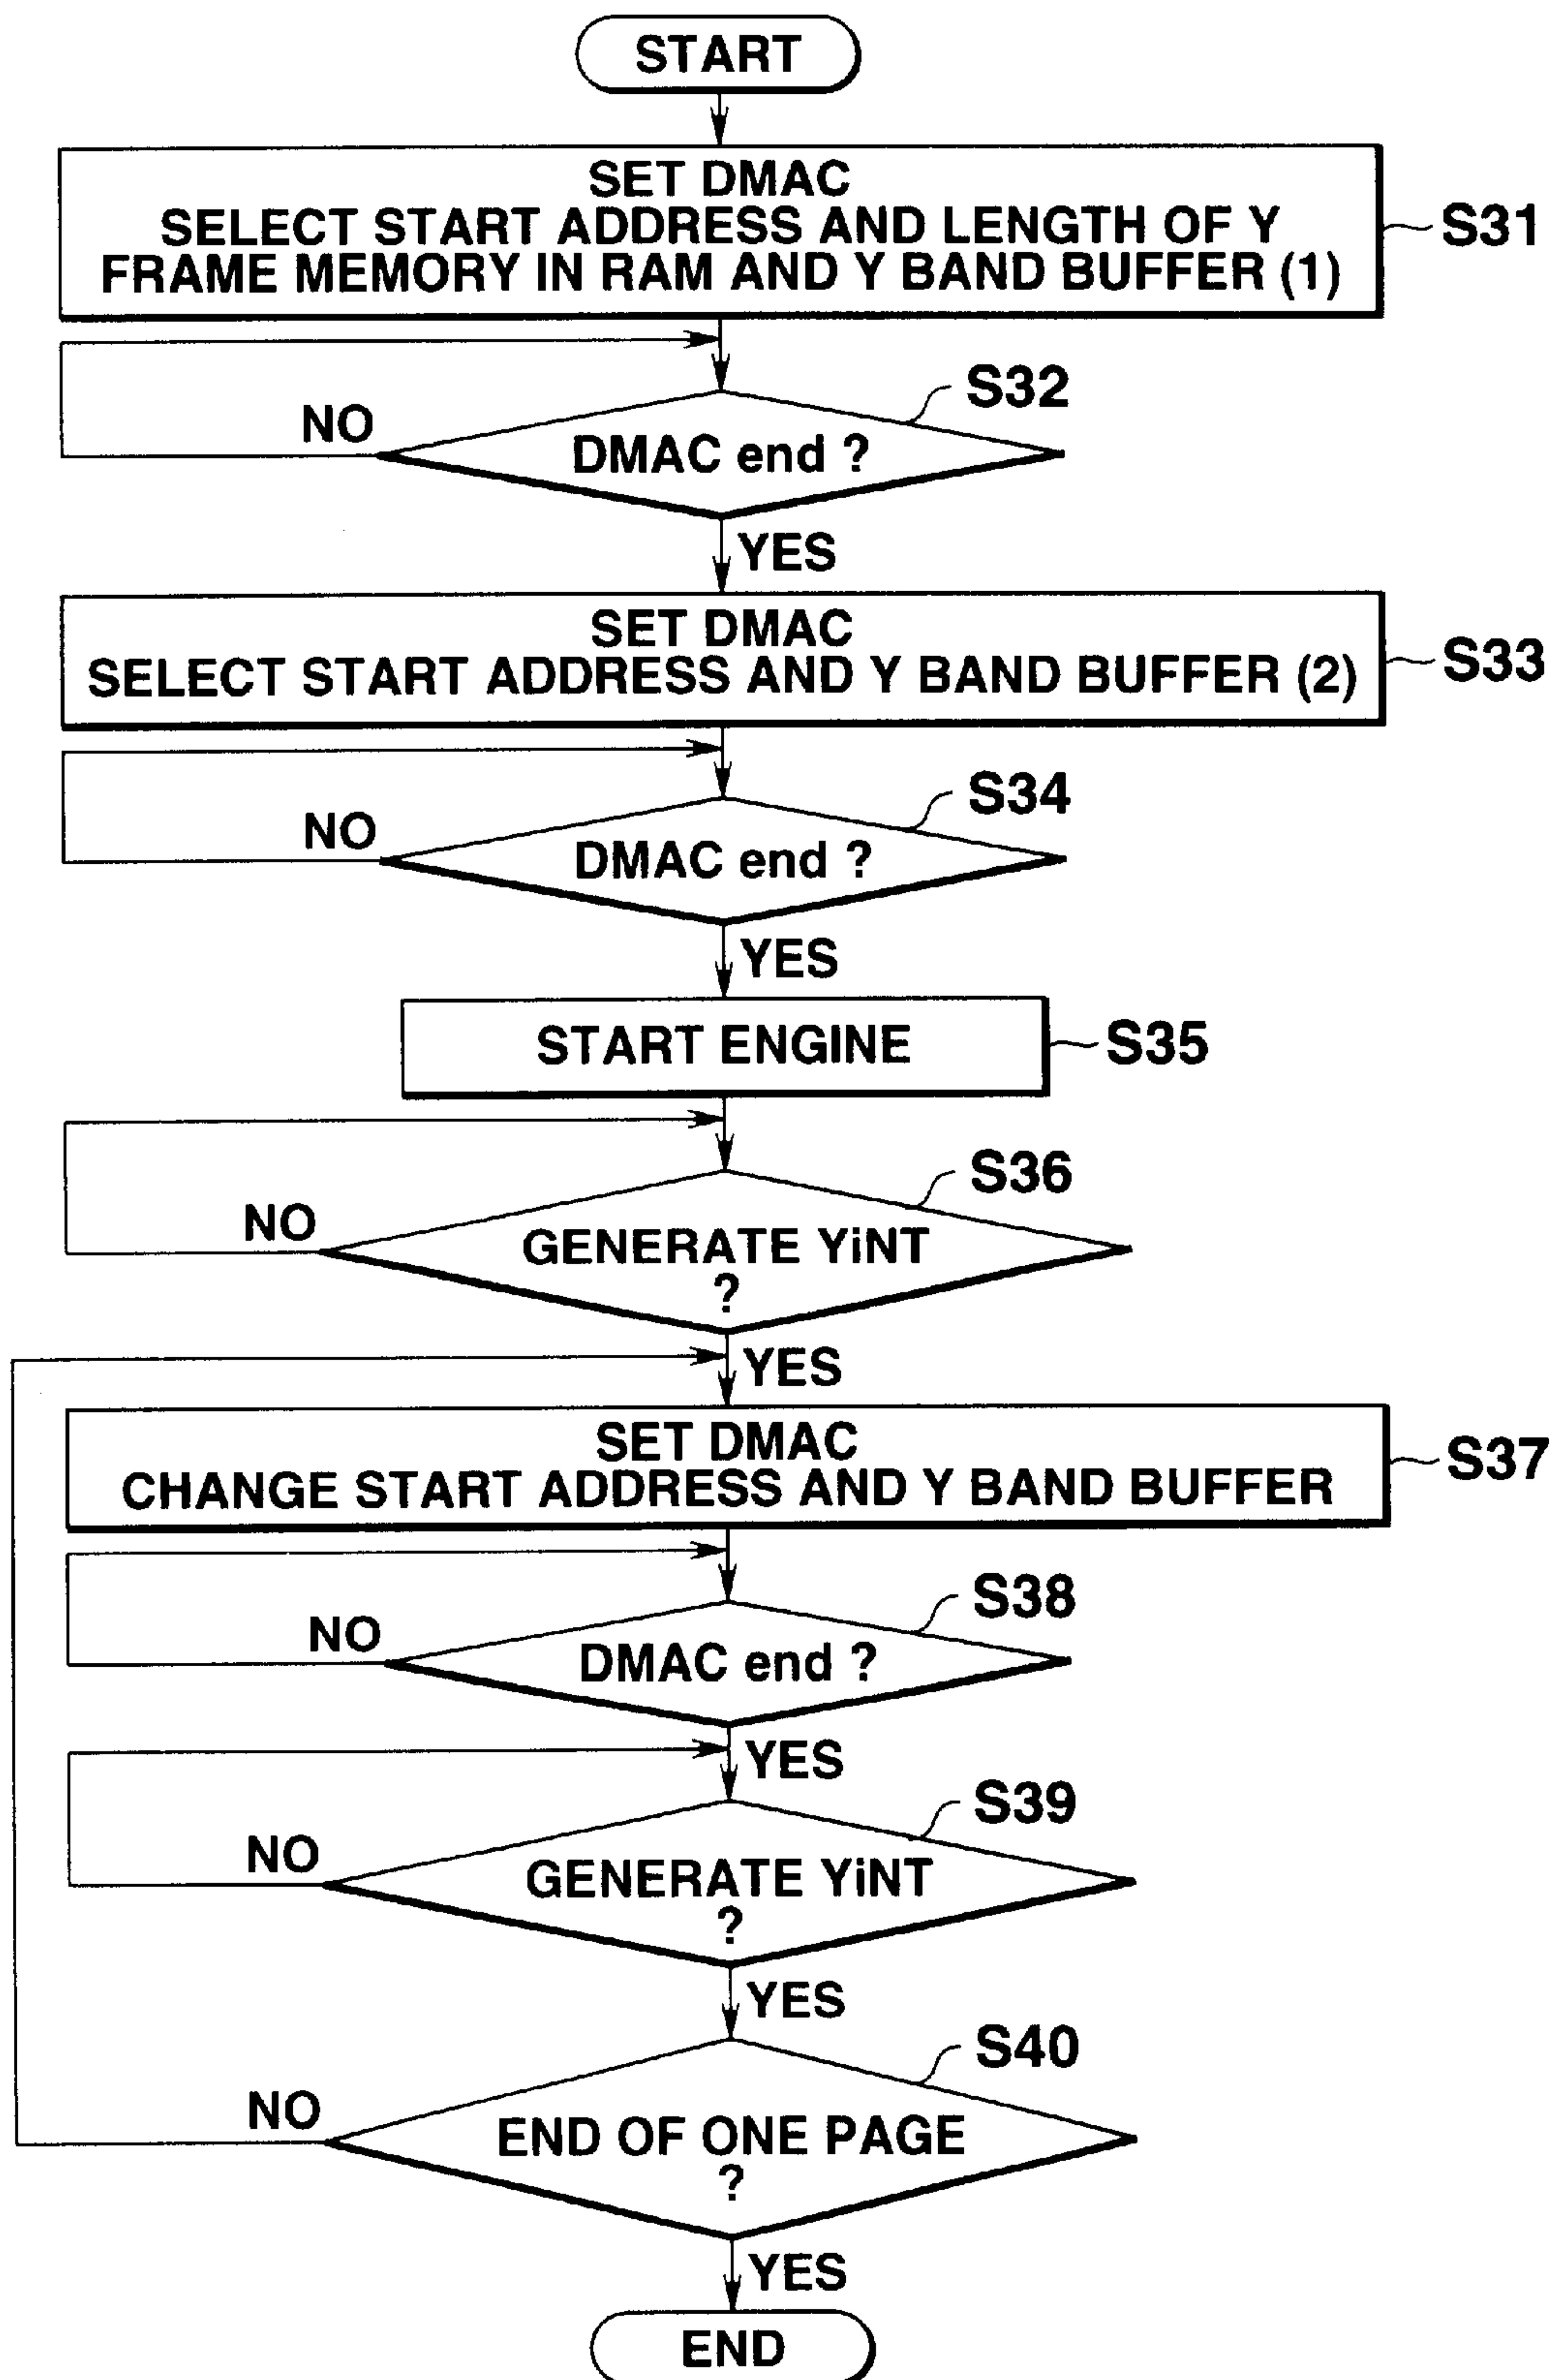 START
SET DMAC
SELECT START ADDRESS AND LENGTH OF Y
FRAME MEMORY IN RAM AND Y BAND BUFFER (1)
S31
S32
NO
DMAC end ?
YES
SET DMAC
SELECT START ADDRESS AND Y BAND BUFFER (2)
S33
S34
NO
DMAC end ?
YES
START ENGINE
S35
S36
NO
GENERATE YiNT
?
YES
SET DMAC
CHANGE START ADDRESS AND Y BAND BUFFER
S37
S38
NO
DMAC end ?
YES
S39
NO
GENERATE YiNT
?
YES
S40
NO
END OF ONE PAGE
?
YES
END